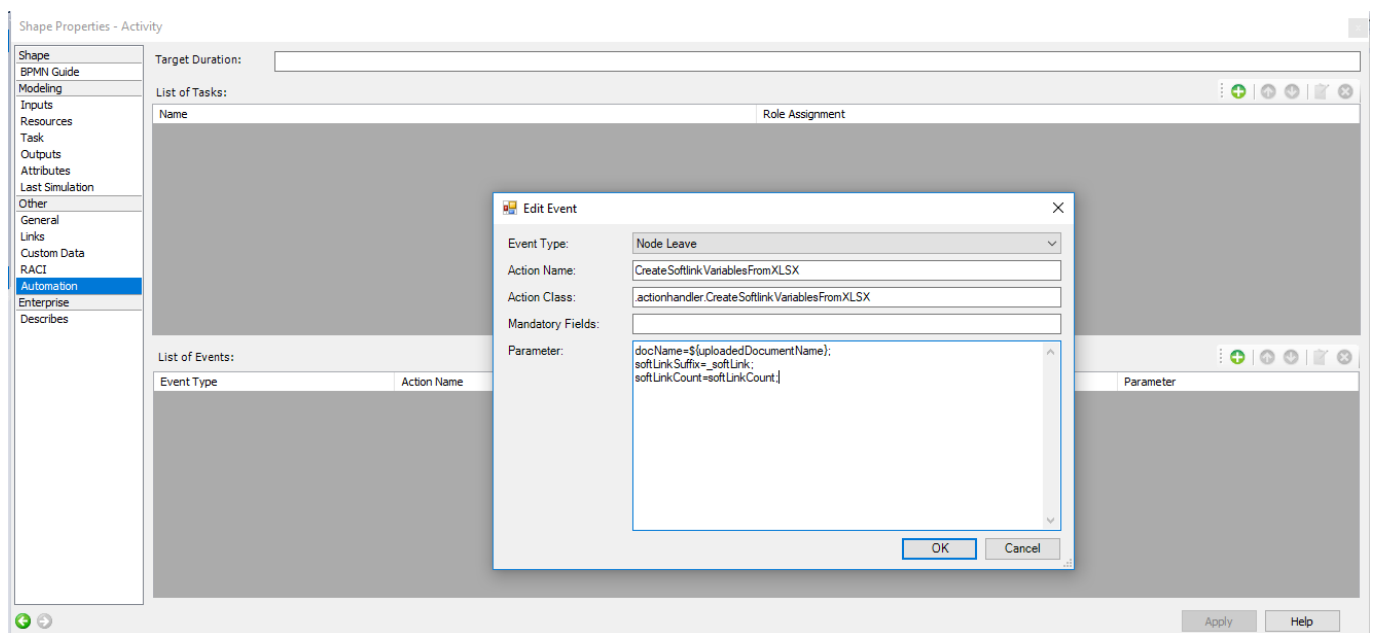 Shape Properties - Activity
Shape
BPMN Guide
Modeling
Inputs
Resources
Task
Outputs
Attributes
Last Simulation
Other
General
Links
Custom Data
RACI
Automation
Enterprise
Describes
Target Duration:
List of Tasks:
Name Role Assignment
Edit Event
Event Type: Node Leave
Action Name: CreateSoftlinkVariablesFromXLSX
Action Class: .actionhandler.CreateSoftlinkVariablesFromXLSX
Mandatory Fields:
Parameter: docName=${uploadedDocumentName};
softLinkSuffix=_softLink;
softLinkCount=softLinkCount;
OK Cancel
List of Events:
Event Type Action Name Parameter
Apply Help